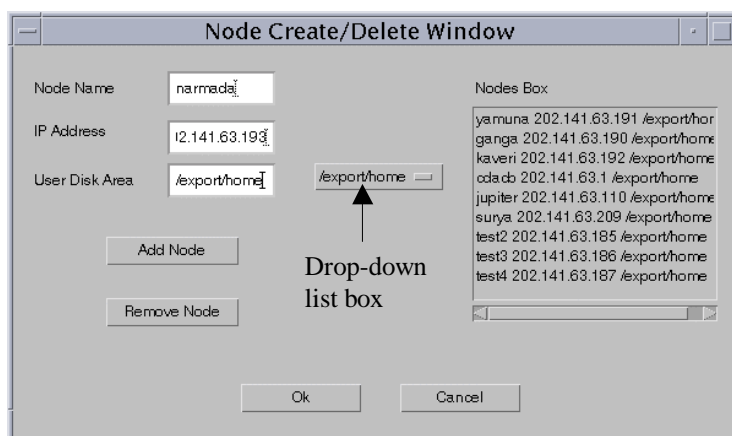 Node Create/Delete Window
Node Name
narmada
IP Address
12.141.63.193
User Disk Area
/export/home
/export/home
Add Node
Remove Node
Drop-down
list box
Nodes Box
yamuna 202.141.63.191 /export/hor
ganga 202.141.63.190 /export/home
kaveri 202.141.63.192 /export/home
cdacb 202.141.63.1 /export/home
jupiter 202.141.63.110 /export/home
surya 202.141.63.209 /export/home
test2 202.141.63.185 /export/home
test3 202.141.63.186 /export/home
test4 202.141.63.187 /export/home
Ok
Cancel